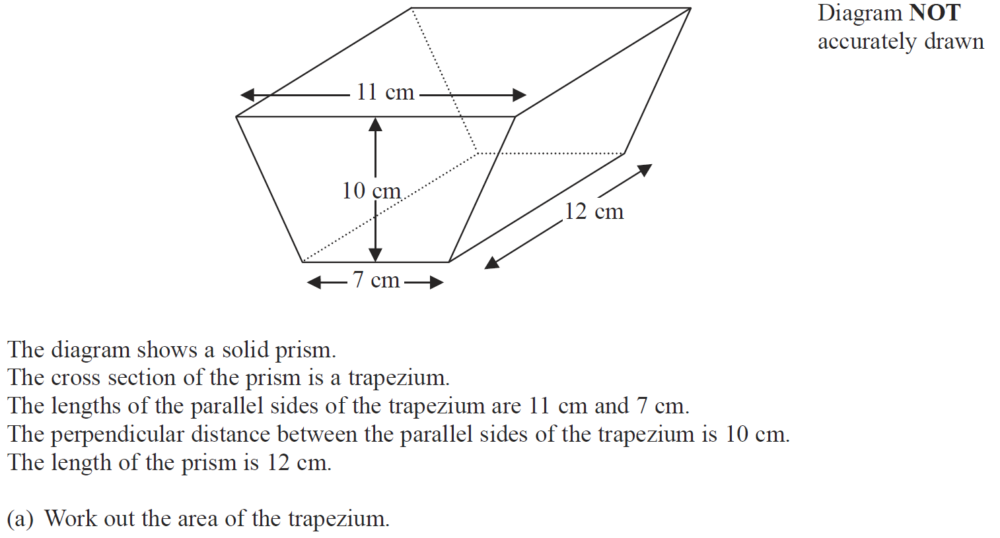 Diagram NOT
accurately drawn
11 cm
10 cm
12 cm
7 cm
The diagram shows a solid prism.
The cross section of the prism is a trapezium.
The lengths of the parallel sides of the trapezium are 11 cm and 7 cm.
The perpendicular distance between the parallel sides of the trapezium is 10 cm.
The length of the prism is 12 cm.
(a) Work out the area of the trapezium.